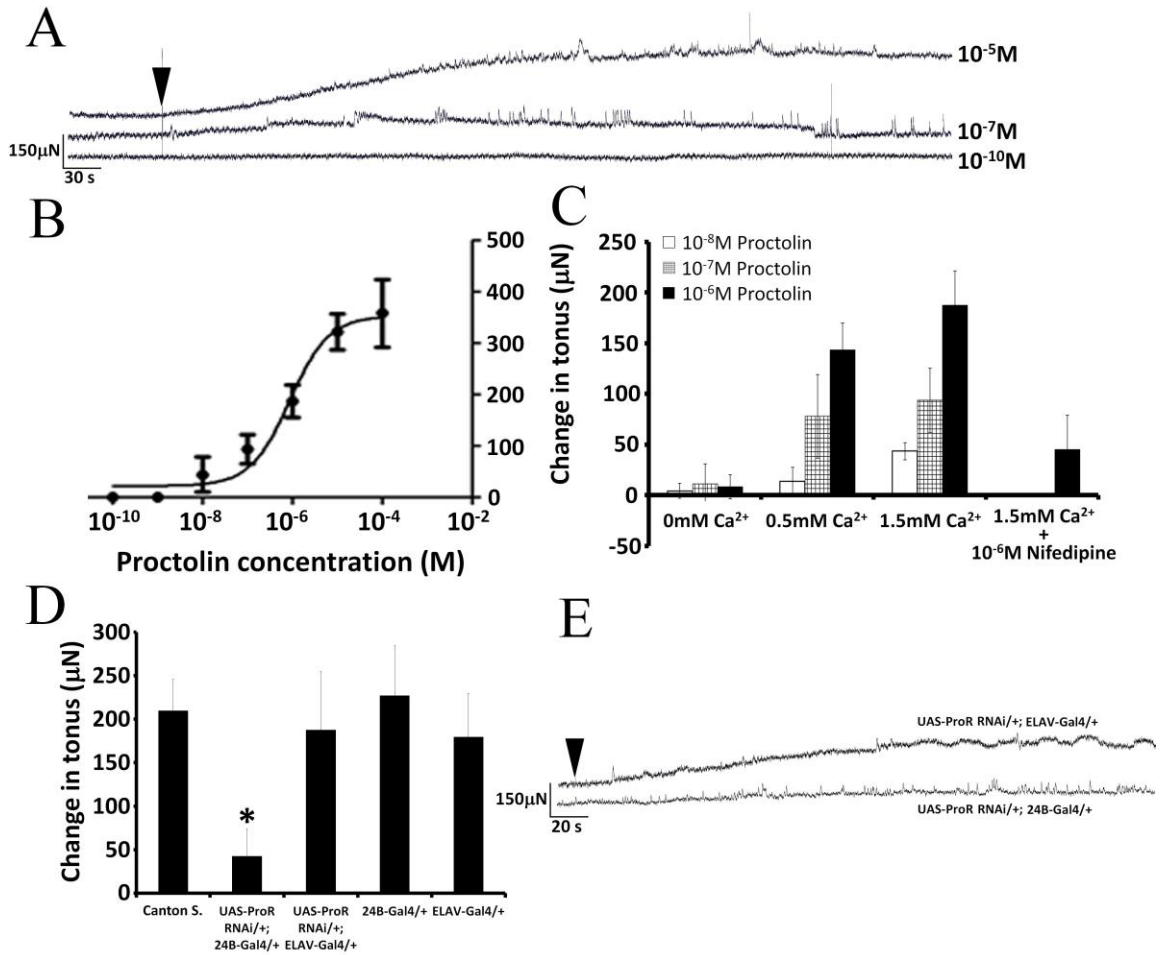 A
10⁻⁵M
10⁻⁷M
10⁻¹⁰M
150μN
30 s
B
500
400
300
200
100
0
10⁻¹⁰ 10⁻⁸ 10⁻⁶ 10⁻⁴ 10⁻²
Proctolin concentration (M)
C
Change in tonus (μN)
250
200
150
100
50
0
-50
10⁻⁸M Proctolin
10⁻⁷M Proctolin
10⁻⁶M Proctolin
0mM Ca²⁺ 0.5mM Ca²⁺ 1.5mM Ca²⁺ 1.5mM Ca²⁺
+
10⁻⁶M Nifedipine
D
Change in tonus (μN)
300
250
200
150
100
50
0
*
Canton S. UAS-ProR UAS-ProR 24B-Gal4/+ ELAV-Gal4/+
RNAi/+; RNAi/+;
24B-Gal4/+ ELAV-Gal4/+
E
UAS-ProR RNAi/+; ELAV-Gal4/+
150μN
UAS-ProR RNAi/+; 24B-Gal4/+
20 s